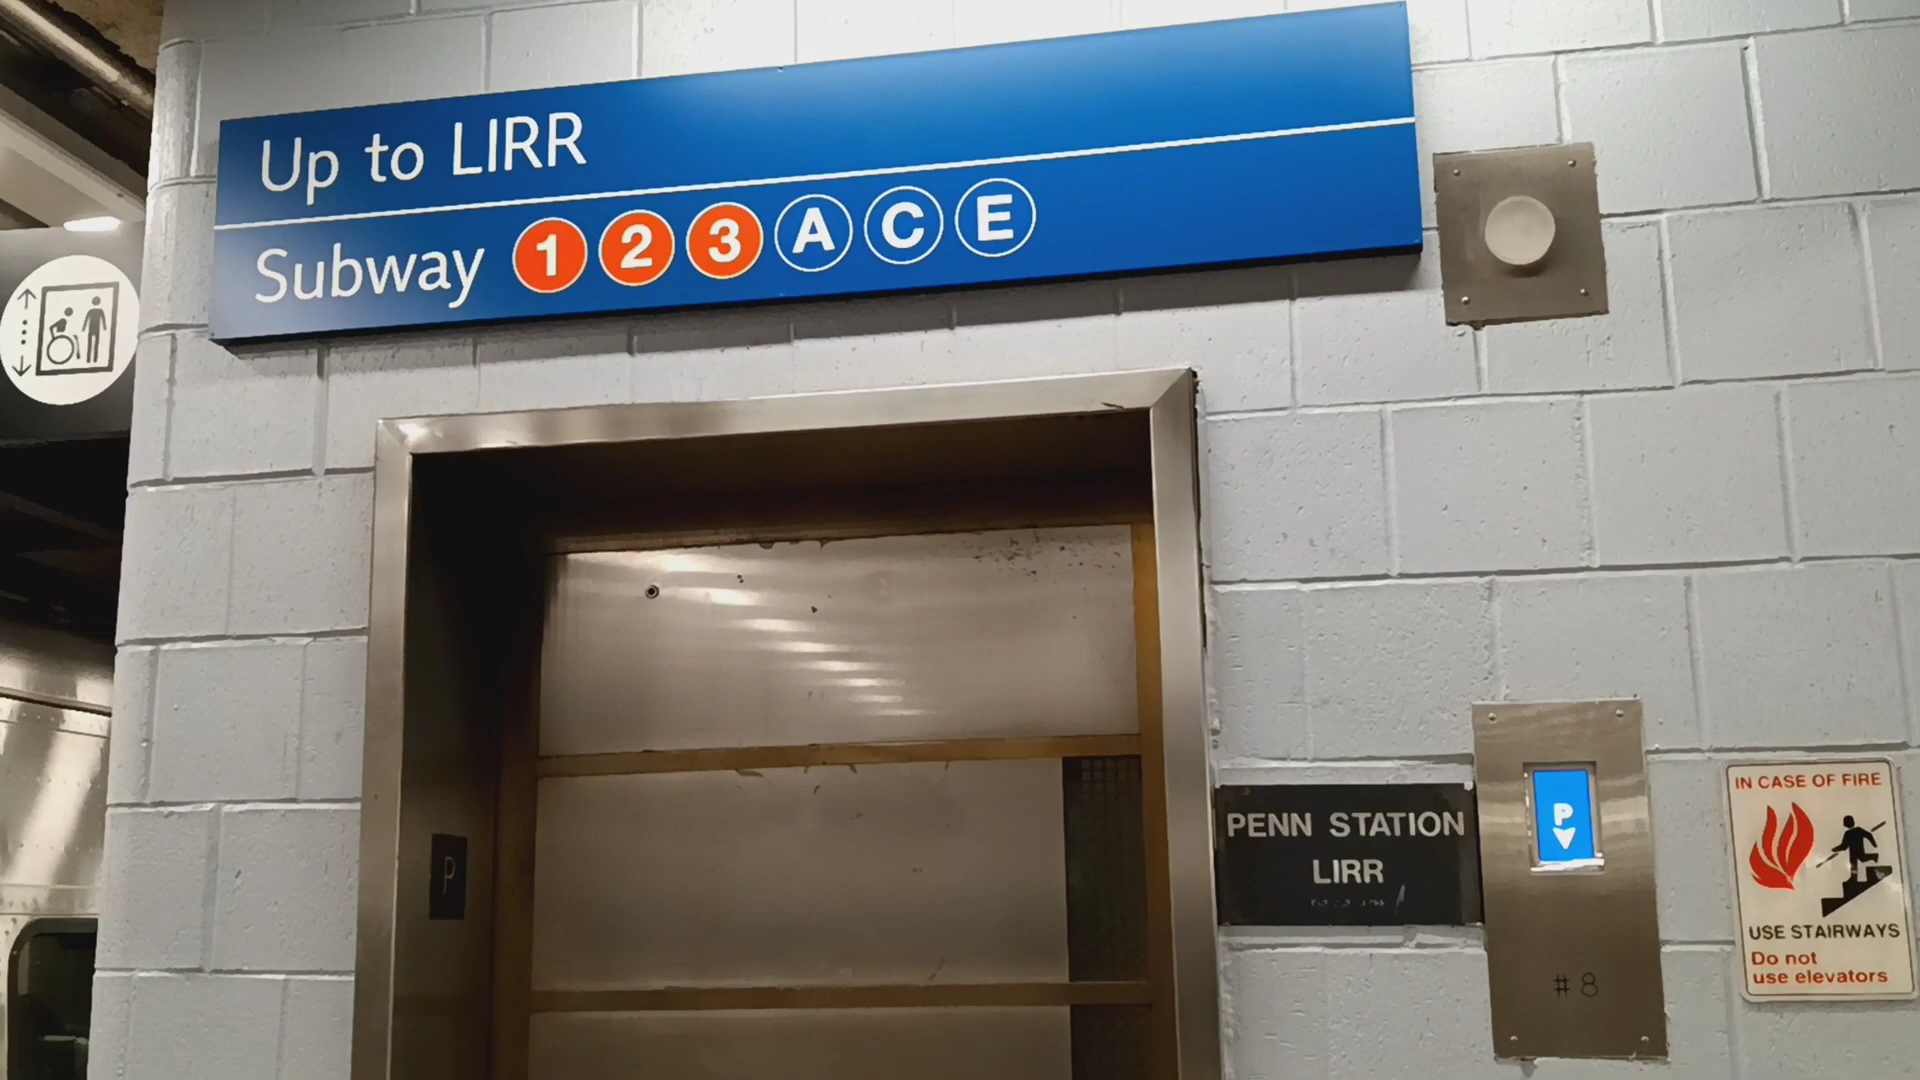 Up to LIRR
Subway 1 2 3 A C E
P
PENN STATION
LIRR
P
# 8
IN CASE OF FIRE
USE STAIRWAYS
Do not
use elevators